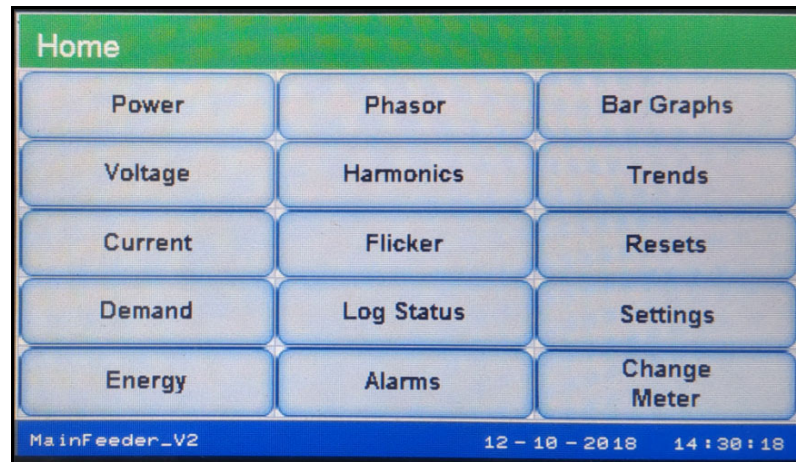 Home
Power Phasor Bar Graphs
Voltage Harmonics Trends
Current Flicker Resets
Demand Log Status Settings
Energy Alarms Change
Meter
MainFeeder_V2 12-10-2018 14:30:18